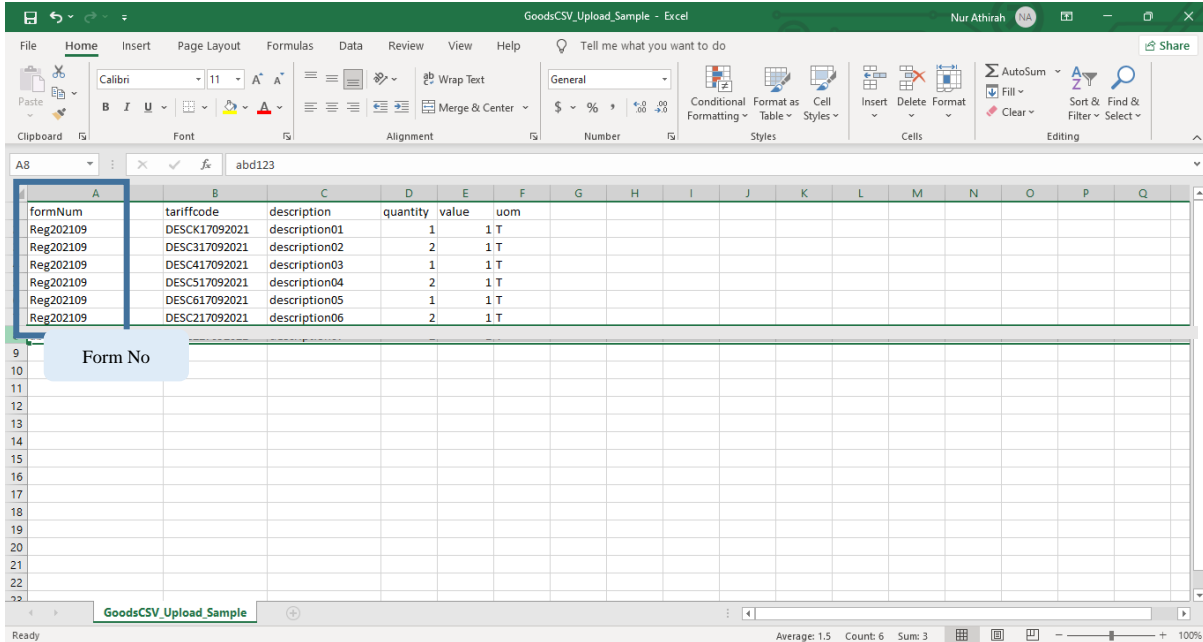 GoodsCSV_Upload_Sample - Excel
Nur Athirah NA
File Home Insert Page Layout Formulas Data Review View Help Tell me what you want to do Share
Paste
Calibri 11
B I U
ab Wrap Text
Merge & Center
General
$ % ,
Conditional Formatting
Format as Table
Cell Styles
Insert Delete Format
AutoSum
Fill
Clear
Sort & Filter
Find & Select
Clipboard Font Alignment Number Styles Cells Editing
A8 fx abd123
A B C D E F G H I J K L M N O P Q
formNum tariffcode description quantity value uom
Reg202109 DESCK17092021 description01 1 1 T
Reg202109 DESC317092021 description02 2 1 T
Reg202109 DESC417092021 description03 1 1 T
Reg202109 DESC517092021 description04 2 1 T
Reg202109 DESC617092021 description05 1 1 T
Reg202109 DESC217092021 description06 2 1 T
Form No
9
10
11
12
13
14
15
16
17
18
19
20
21
22
23
GoodsCSV_Upload_Sample
Ready Average: 1.5 Count: 6 Sum: 3 100%